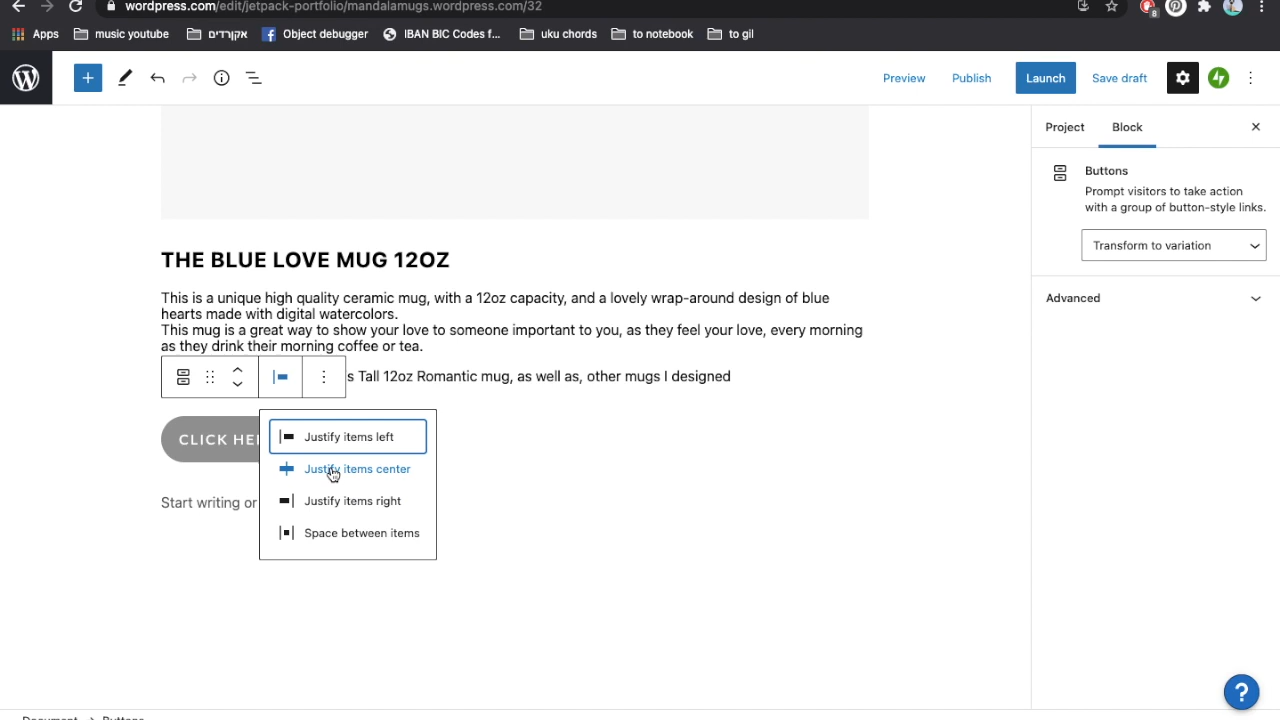 wordpress.com/edit/jetpack-portfolio/mandalamugs.wordpress.com/32
8
Apps music youtube אקורדים Object debugger IBAN BIC Codes f... uku chords to notebook to gil
Preview Publish Launch Save draft
Project Block
Buttons
Prompt visitors to take action
with a group of button-style links.
Transform to variation
Advanced
THE BLUE LOVE MUG 12OZ
This is a unique high quality ceramic mug, with a 12oz capacity, and a lovely wrap-around design of blue
hearts made with digital watercolors.
This mug is a great way to show your love to someone important to you, as they feel your love, every morning
as they drink their morning coffee or tea.
s Tall 12oz Romantic mug, as well as, other mugs I designed
CLICK HE
Justify items left
Justify items center
Justify items right
Space between items
Start writing or
?
Document → Buttons